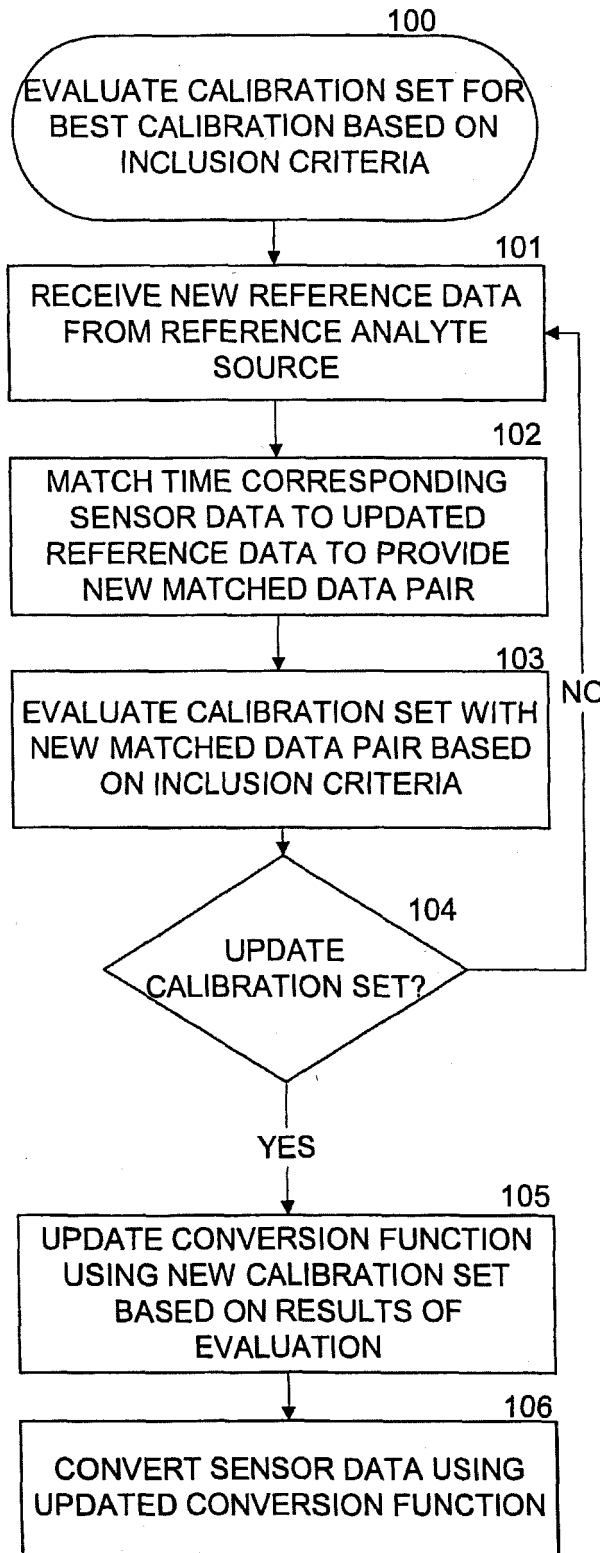 100
EVALUATE CALIBRATION SET FOR
BEST CALIBRATION BASED ON
INCLUSION CRITERIA
101
RECEIVE NEW REFERENCE DATA
FROM REFERENCE ANALYTE
SOURCE
102
MATCH TIME CORRESPONDING
SENSOR DATA TO UPDATED
REFERENCE DATA TO PROVIDE
NEW MATCHED DATA PAIR
103
EVALUATE CALIBRATION SET WITH
NEW MATCHED DATA PAIR BASED
ON INCLUSION CRITERIA
NO
104
UPDATE
CALIBRATION SET?
YES
105
UPDATE CONVERSION FUNCTION
USING NEW CALIBRATION SET
BASED ON RESULTS OF
EVALUATION
106
CONVERT SENSOR DATA USING
UPDATED CONVERSION FUNCTION